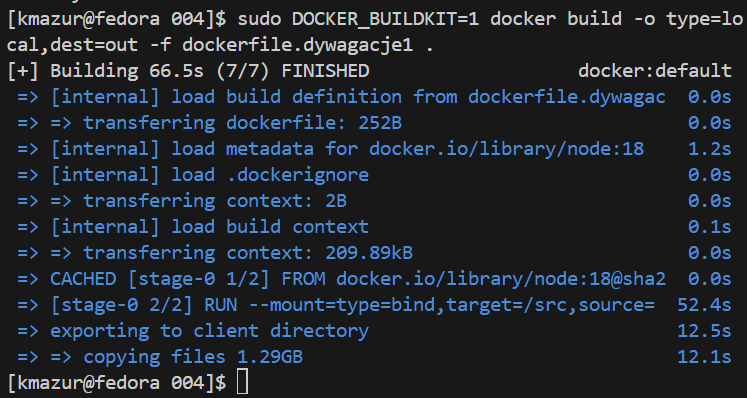 [kmazur@fedora 004]$ sudo DOCKER_BUILDKIT=1 docker build -o type=lo
cal,dest=out -f dockerfile.dywagacje1 .
[+] Building 66.5s (7/7) FINISHED docker:default
=> [internal] load build definition from dockerfile.dywagac 0.0s
=> => transferring dockerfile: 252B 0.0s
=> [internal] load metadata for docker.io/library/node:18 1.2s
=> [internal] load .dockerignore 0.0s
=> => transferring context: 2B 0.0s
=> [internal] load build context 0.1s
=> => transferring context: 209.89kB 0.0s
=> CACHED [stage-0 1/2] FROM docker.io/library/node:18@sha2 0.0s
=> [stage-0 2/2] RUN --mount=type=bind,target=/src,source= 52.4s
=> exporting to client directory 12.5s
=> => copying files 1.29GB 12.1s
[kmazur@fedora 004]$